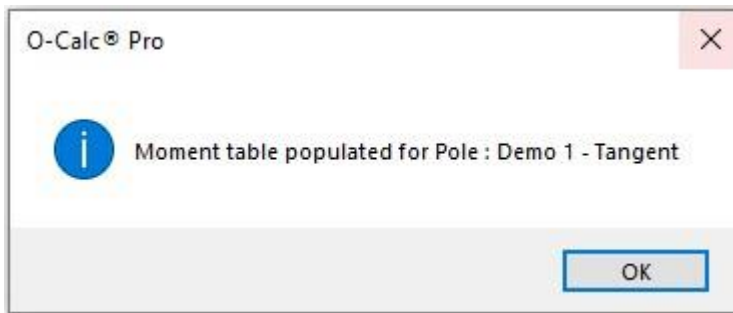 O-Calc® Pro
Moment table populated for Pole : Demo 1 - Tangent
OK